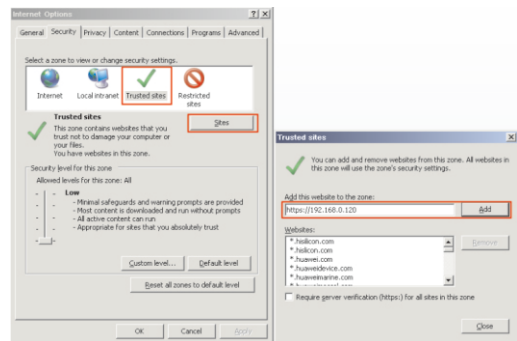 Internet Options
General Security Privacy Content Connections Programs Advanced
Select a zone to view or change security settings.
Internet Local intranet Trusted sites Restricted
sites
Trusted sites
Sites
This zone contains websites that you
trust not to damage your computer or
your files.
You have websites in this zone.
Security level for this zone
Allowed levels for this zone: All
Low
- Minimal safeguards and warning prompts are provided
- Most content is downloaded and run without prompts
- All active content can run
- Appropriate for sites that you absolutely trust
Custom level... Default level
Reset all zones to default level
OK Cancel Apply
Trusted sites
You can add and remove websites from this zone. All websites in
this zone will use the zone's security settings.
Add this website to the zone:
https://192.168.0.120 Add
Websites:
*.hisilicon.com Remove
*.hislicon.com
*.huawei.com
*.huaweidevice.com
*.huaweimarine.com
Require server verification (https:) for all sites in this zone
Close